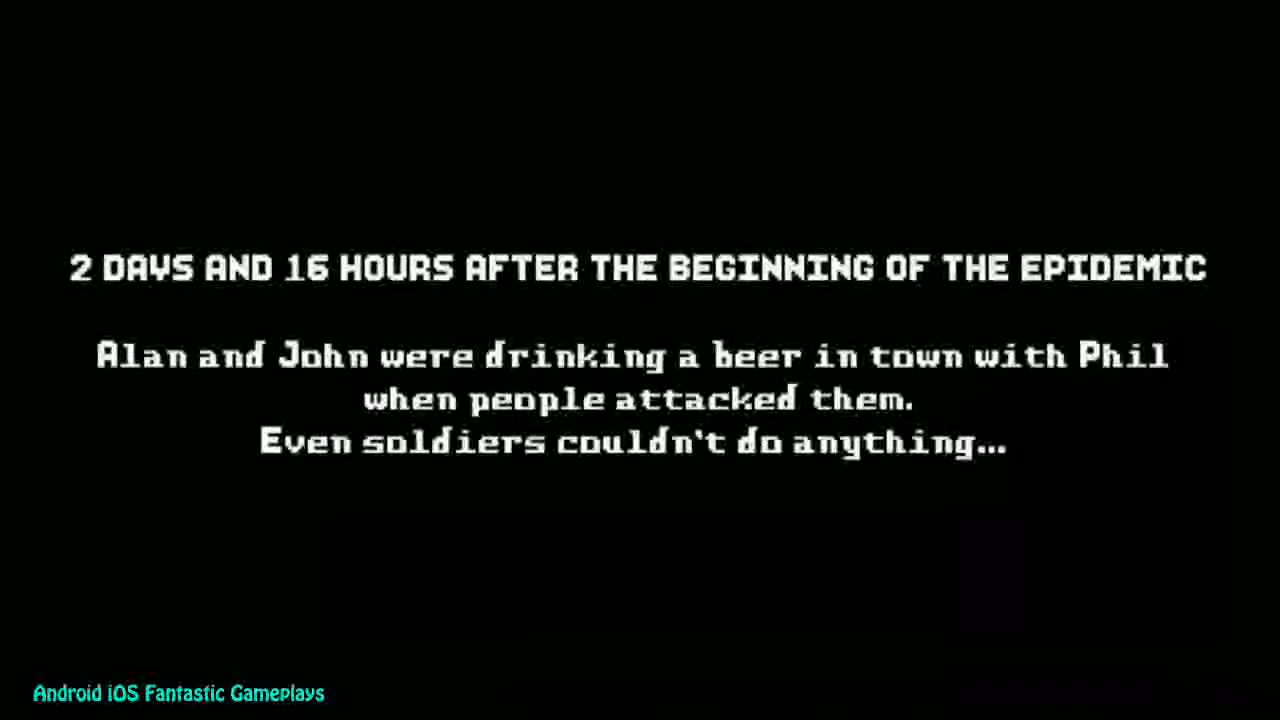 2 DAYS AND 16 HOURS AFTER THE BEGINNING OF THE EPIDEMIC
Alan and John were drinking a beer in town with Phil
when people attacked them.
Even soldiers couldn't do anything...
Android iOS Fantastic Gameplays